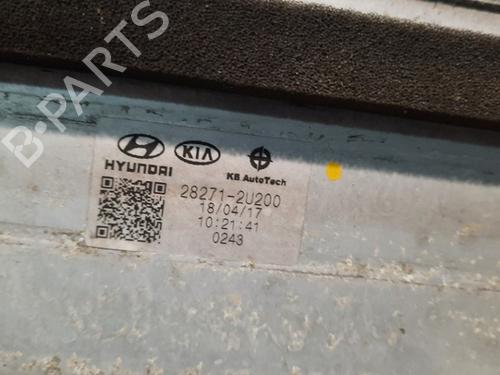 B-PARTS
HYUNDAI
KIA
KB AutoTech
28271-2U200
18/04/17
10:21:41
0243